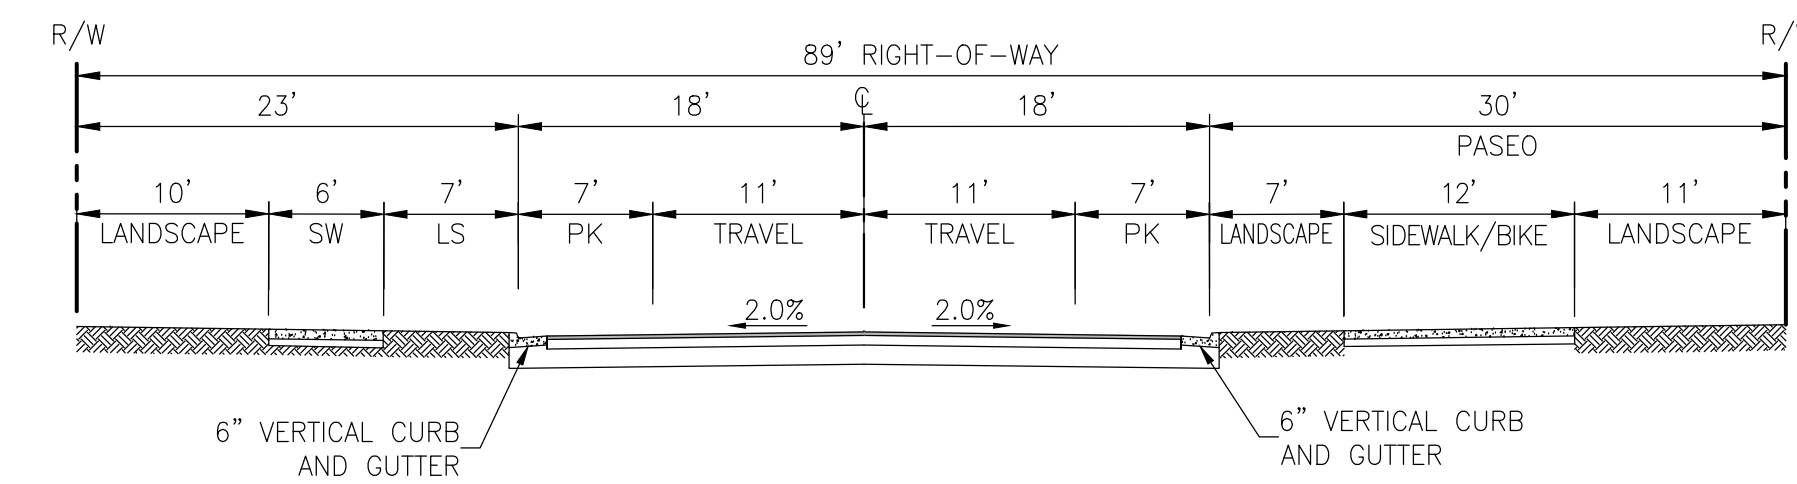 R/W
R/
89' RIGHT-OF-WAY
23' 18' ℄ 18' 30'
PASEO
10' 6' 7' 7' 11' 11' 7' 7' 12' 11'
LANDSCAPE SW LS PK TRAVEL TRAVEL PK LANDSCAPE SIDEWALK/BIKE LANDSCAPE
2.0% 2.0%
6" VERTICAL CURB
AND GUTTER
6" VERTICAL CURB
AND GUTTER